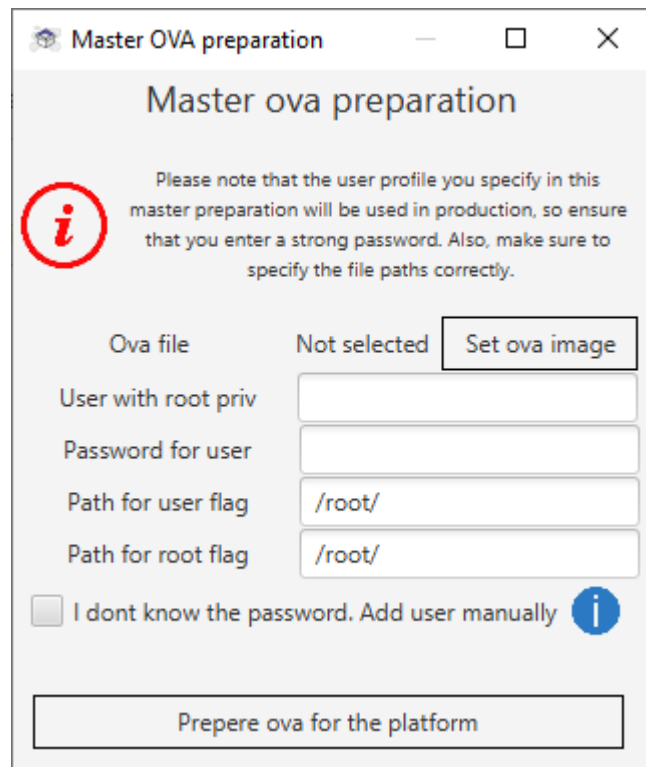 Master OVA preparation
Master ova preparation
Please note that the user profile you specify in this
master preparation will be used in production, so ensure
that you enter a strong password. Also, make sure to
specify the file paths correctly.
Ova file Not selected Set ova image
User with root priv
Password for user
Path for user flag /root/
Path for root flag /root/
I dont know the password. Add user manually
Prepere ova for the platform